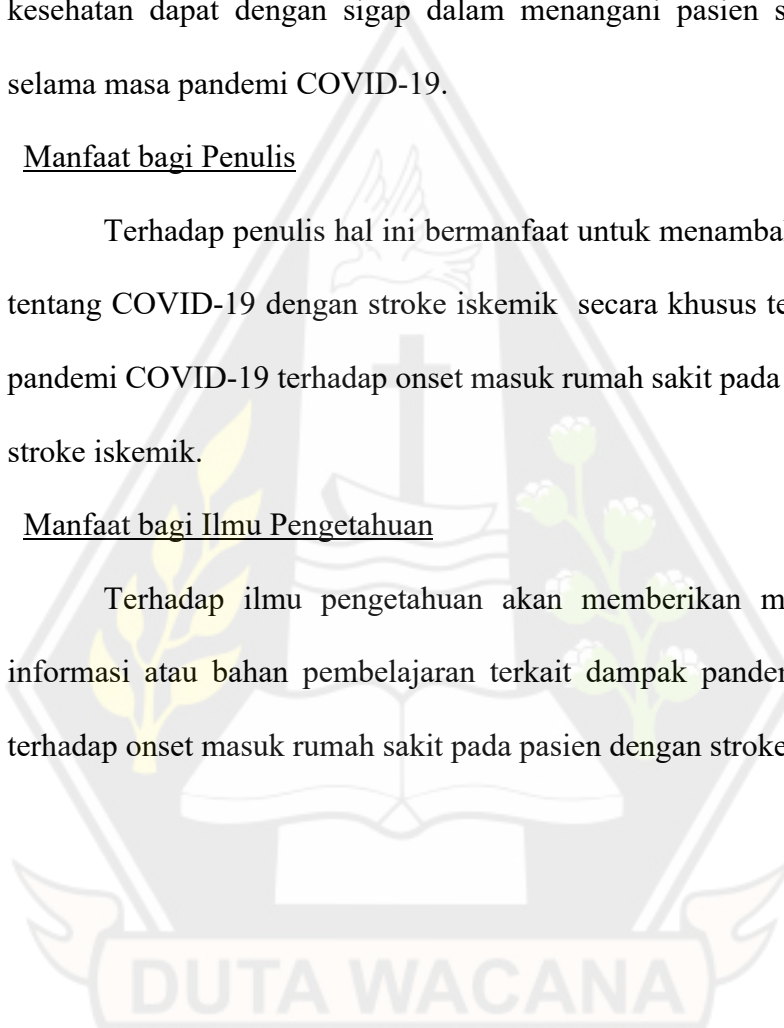 kesehatan dapat dengan sigap dalam menangani pasien
selama masa pandemi COVID-19.
Manfaat bagi Penulis
Terhadap penulis hal ini bermanfaat untuk
tentang COVID-19 dengan stroke iskemik secara khusus
pandemi COVID-19 terhadap onset masuk rumah sakit pada
stroke iskemik.
Manfaat bagi Ilmu Pengetahuan
Terhadap ilmu pengetahuan akan memberikan
informasi atau bahan pembelajaran terkait dampak
terhadap onset masuk rumah sakit pada pasien dengan stroke
DUTA WACANA